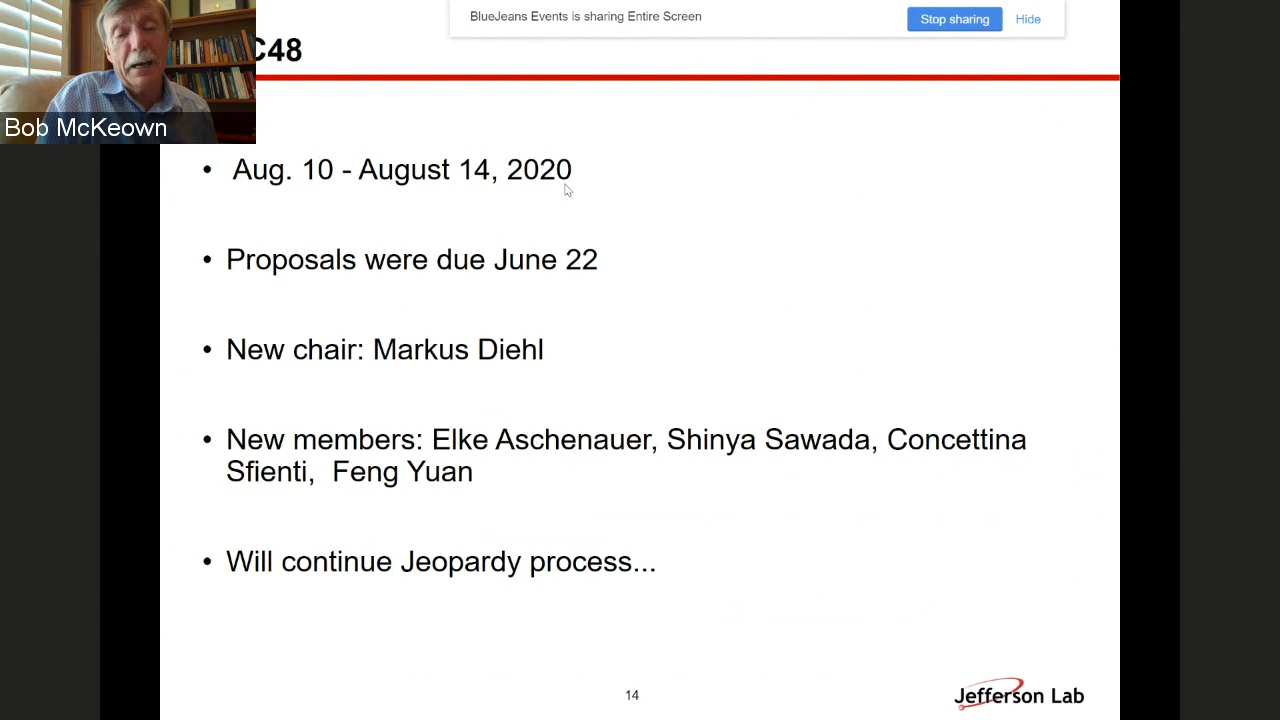 BlueJeans Events is sharing Entire Screen
Stop sharing
Hide
C48
Bob McKeown
• Aug. 10 - August 14, 2020
• Proposals were due June 22
• New chair: Markus Diehl
• New members: Elke Aschenauer, Shinya Sawada, Concettina
Sfienti, Feng Yuan
• Will continue Jeopardy process...
14
Jefferson Lab